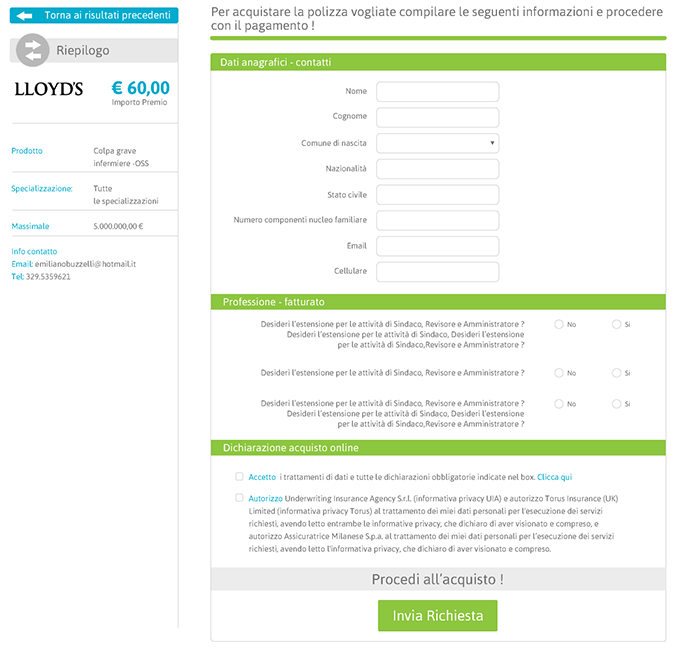 Torna ai risultati precedenti
Riepilogo
LLOYD'S
€ 60,00
Importo Premio
Prodotto
Colpa grave
infermiere -OSS
Specializzazione:
Tutte
le specializzazioni
Massimale
5.000.000,00 €
Info contatto
Email: emilianobuzzelli@hotmail.it
Tel: 329.5359621
Per acquistare la polizza vogliate compilare le seguenti informazioni e procedere
con il pagamento !
Dati anagrafici - contatti
Nome
Cognome
Comune di nascita
Nazionalità
Stato civile
Numero componenti nucleo familiare
Email
Cellulare
Professione - fatturato
Desideri l'estensione per le attività di Sindaco, Revisore e Amministratore ? No Si
Desideri l'estensione per le attività di Sindaco, Desideri l'estensione
per le attività di Sindaco,Revisore e Amministratore ?
Desideri l'estensione per le attività di Sindaco, Revisore e Amministratore ? No Si
Desideri l'estensione per le attività di Sindaco, Revisore e Amministratore ? No Si
Desideri l'estensione per le attività di Sindaco, Desideri l'estensione
per le attività di Sindaco,Revisore e Amministratore ?
Dichiarazione acquisto online
Accetto i trattamenti di dati e tutte le dichiarazioni obbligatorie indicate nel box. Clicca qui
Autorizzo Underwriting Insurance Agency S.r.l. (informativa privacy UIA) e autorizzo Torus Insurance (UK)
Limited (informativa privacy Torus) al trattamento dei miei dati personali per l'esecuzione dei servizi
richiesti, avendo letto entrambe le informative privacy, che dichiaro di aver visionato e compreso, e
autorizzo Assicuratrice Milanese S.p.a. al trattamento dei miei dati personali per l'esecuzione dei servizi
richiesti, avendo letto l'informativa privacy, che dichiaro di aver visionato e compreso.
Procedi all'acquisto !
Invia Richiesta